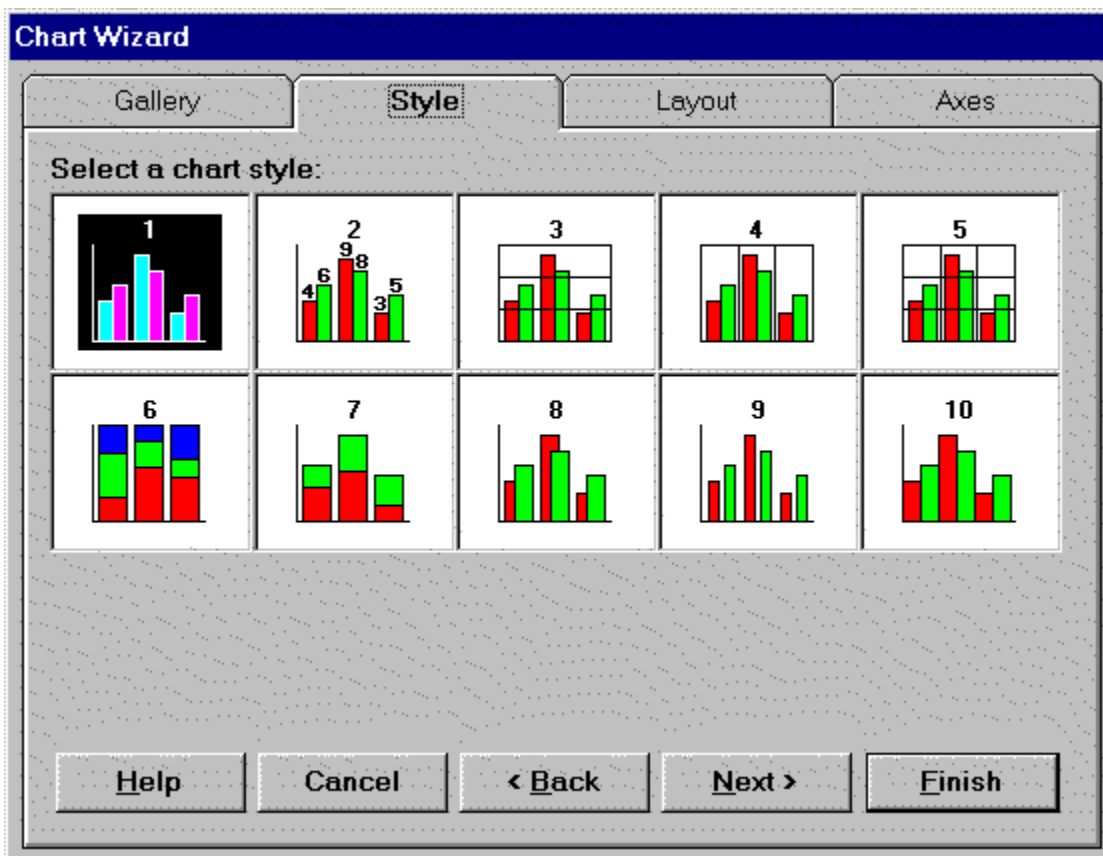 Chart Wizard
Gallery Style Layout Axes
Select a chart style:
1 2 3 4 5
4 6 9 8 3 5
6 7 8 9 10
Help Cancel < Back Next > Finish